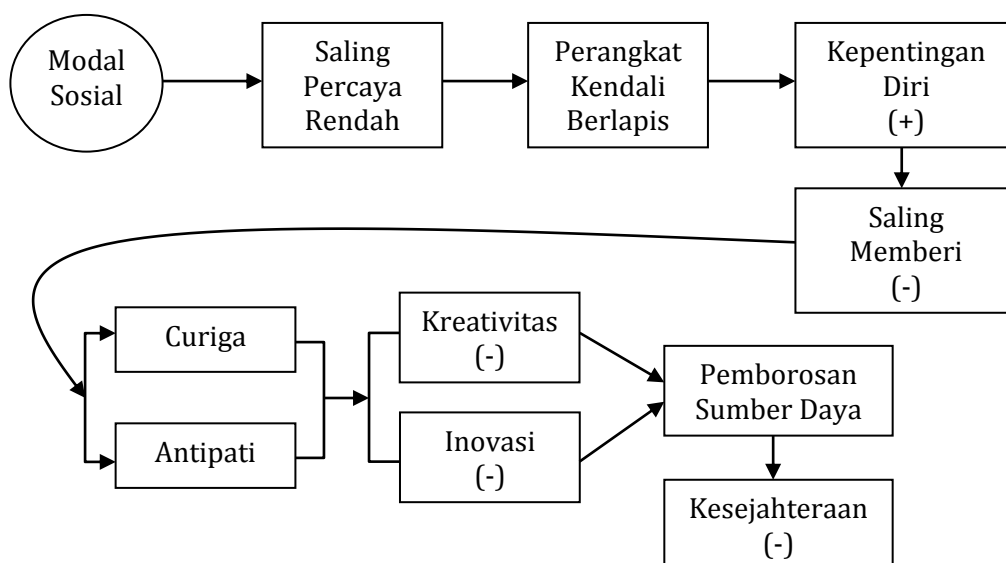 Modal
Sosial
Saling
Percaya
Rendah
Perangkat
Kendali
Berlapis
Kepentingan
Diri
(+)
Saling
Memberi
(-)
Curiga
Antipati
Kreativitas
(-)
Inovasi
(-)
Pemborosan
Sumber Daya
Kesejahteraan
(-)